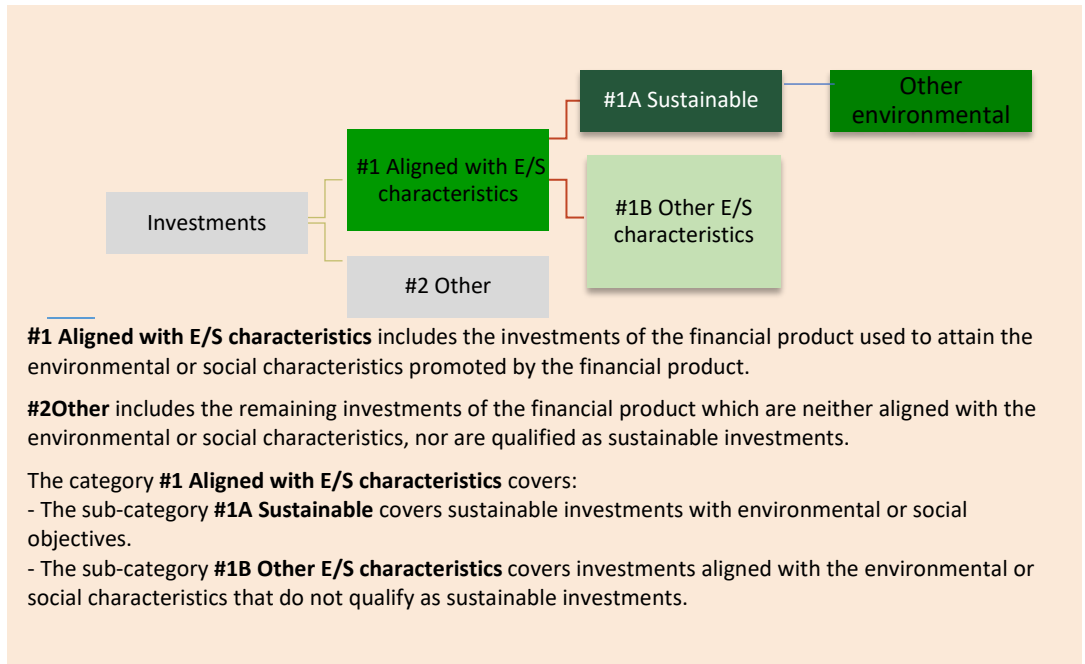 #1A Sustainable
Other
environmental
#1 Aligned with E/S
characteristics
#1B Other E/S
characteristics
Investments
#2 Other
#1 Aligned with E/S characteristics includes the investments of the financial product used to attain the
environmental or social characteristics promoted by the financial product.
#2Other includes the remaining investments of the financial product which are neither aligned with the
environmental or social characteristics, nor are qualified as sustainable investments.
The category #1 Aligned with E/S characteristics covers:
- The sub-category #1A Sustainable covers sustainable investments with environmental or social
objectives.
- The sub-category #1B Other E/S characteristics covers investments aligned with the environmental or
social characteristics that do not qualify as sustainable investments.